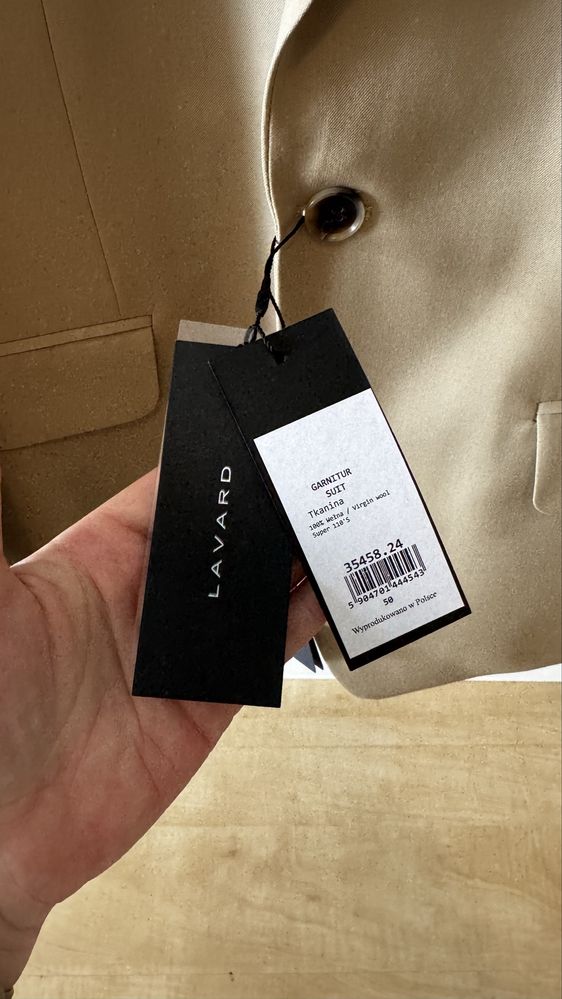 LAVARD
GARNITUR
SUIT
Tkanina
100% Wełna / Virgin wool
Super 110'S
35458.24
5 904701 444543
50
Wyprodukowano w Polsce